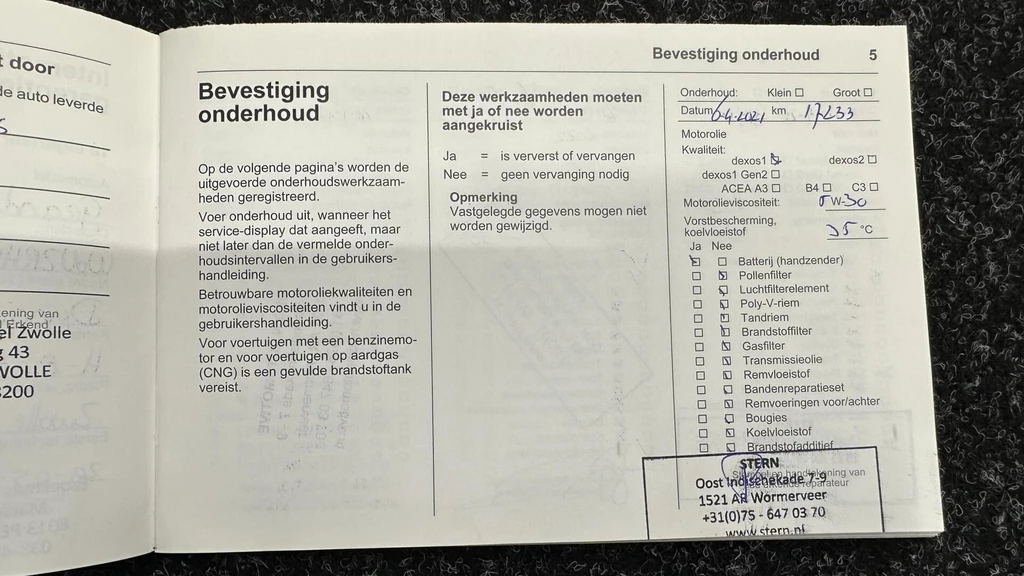 t door
de auto leverde
ening van
Erkend
el Zwolle
43
VOLLE
3200
Bevestiging onderhoud 5
Bevestiging
onderhoud
Op de volgende pagina's worden de
uitgevoerde onderhoudswerkzaam-
heden geregistreerd.
Voer onderhoud uit, wanneer het
service-display dat aangeeft, maar
niet later dan de vermelde onder-
houdsintervallen in de gebruikers-
handleiding.
Betrouwbare motoroliekwaliteiten en
motorolieviscositeiten vindt u in de
gebruikershandleiding.
Voor voertuigen met een benzinemo-
tor en voor voertuigen op aardgas
(CNG) is een gevulde brandstoftank
vereist.
Deze werkzaamheden moeten
met ja of nee worden
aangekruist
Ja = is ververst of vervangen
Nee = geen vervanging nodig
Opmerking
Vastgelegde gegevens mogen niet
worden gewijzigd.
Onderhoud: Klein ☐ Groot ☐
Datum 04-2021 km 17233
Motorolie
Kwaliteit:
dexos1 ☒ dexos2 ☐
dexos1 Gen2 ☐
ACEA A3 ☐ B4 ☐ C3 ☐
Motorolieviscositeit: W-30
Vorstbescherming,
koelvloeistof °C
Ja Nee
☒ ☐ Batterij (handzender)
☐ ☒ Pollenfilter
☐ ☒ Luchtfilterelement
☐ ☒ Poly-V-riem
☐ ☒ Tandriem
☐ ☒ Brandstoffilter
☐ ☒ Gasfilter
☐ ☒ Transmissieolie
☐ ☒ Remvloeistof
☐ ☒ Bandenreparatieset
☐ ☒ Remvoeringen voor/achter
☐ ☒ Bougies
☐ ☒ Koelvloeistof
☐ ☒ Brandstofadditief
STERN
Oost Indischekade 7-9
1521 AR Wormerveer
+31(0)75 - 647 03 70
www.stern.nl